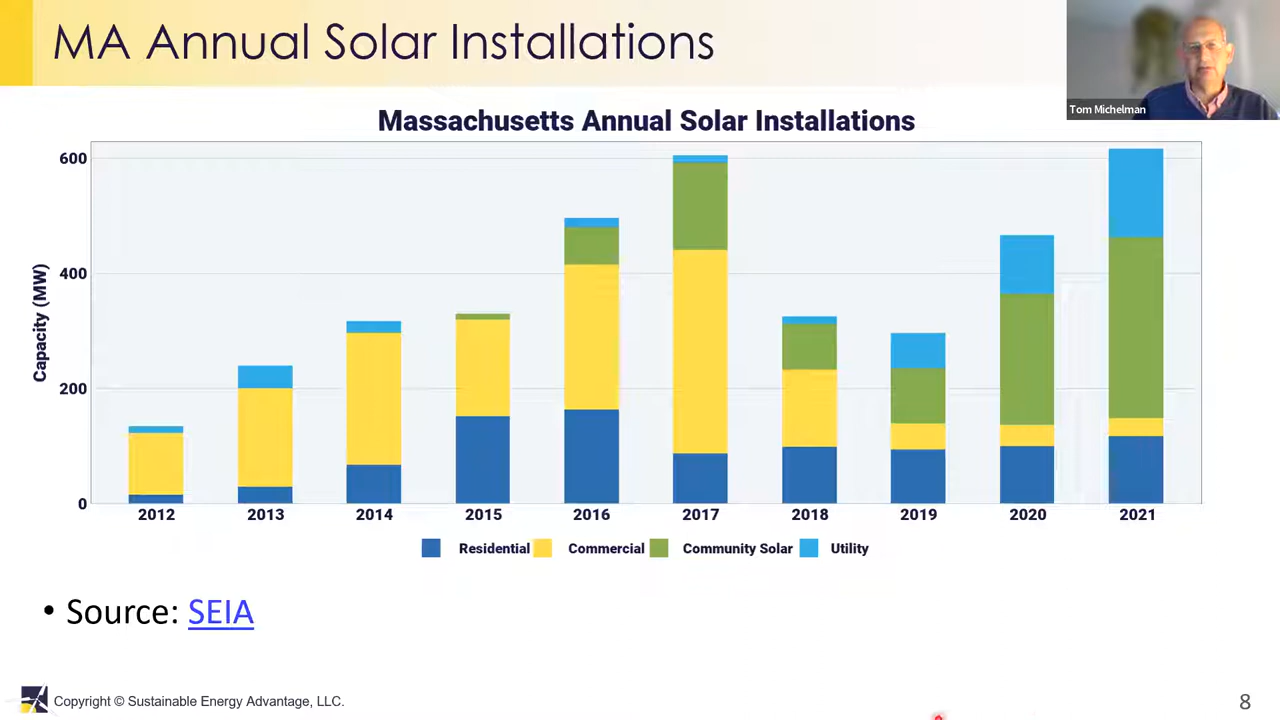 MA Annual Solar Installations
Tom Michelman
Massachusetts Annual Solar Installations
Capacity (MW)
600
400
200
0
2012 2013 2014 2015 2016 2017 2018 2019 2020 2021
Residential Commercial Community Solar Utility
• Source: SEIA
Copyright © Sustainable Energy Advantage, LLC.
8